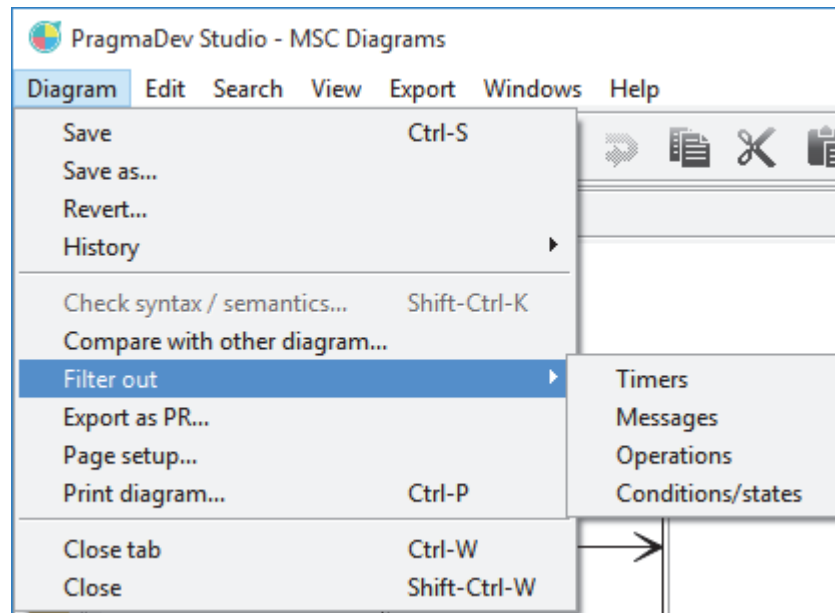 PragmaDev Studio - MSC Diagrams
Diagram Edit Search View Export Windows Help
Save Ctrl-S
Save as...
Revert...
History
Check syntax / semantics... Shift-Ctrl-K
Compare with other diagram...
Filter out
Timers
Export as PR...
Messages
Page setup...
Operations
Print diagram... Ctrl-P
Conditions/states
Close tab Ctrl-W
Close Shift-Ctrl-W